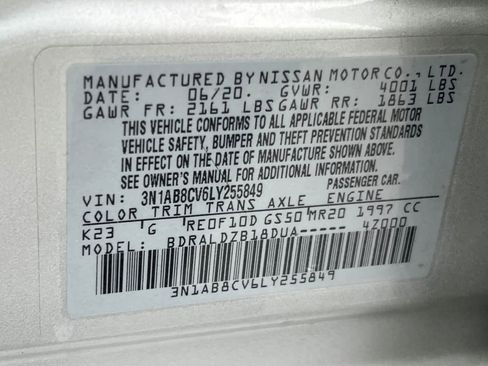 MANUFACTURED BY NISSAN MOTOR CO., LTD.
DATE: 06/20. GVWR: 4001 LBS
GAWR FR: 2161 LBS GAWR RR: 1863 LBS
THIS VEHICLE CONFORMS TO ALL APPLICABLE FEDERAL MOTOR
VEHICLE SAFETY, BUMPER AND THEFT PREVENTION STANDARDS
IN EFFECT ON THE DATE OF MANUFACTURE SHOWN ABOVE.
SEE OWNER'S MANUAL FOR ADDITIONAL INFORMATION.
VIN: 3N1AB8CV6LY255849 PASSENGER CAR.
COLOR TRIM TRANS AXLE ENGINE
K23 G RE0F10D GS50 MR20 1997 CC
MODEL: BDRALDZB18DUA----- 47000
3N1AB8CV6LY255849